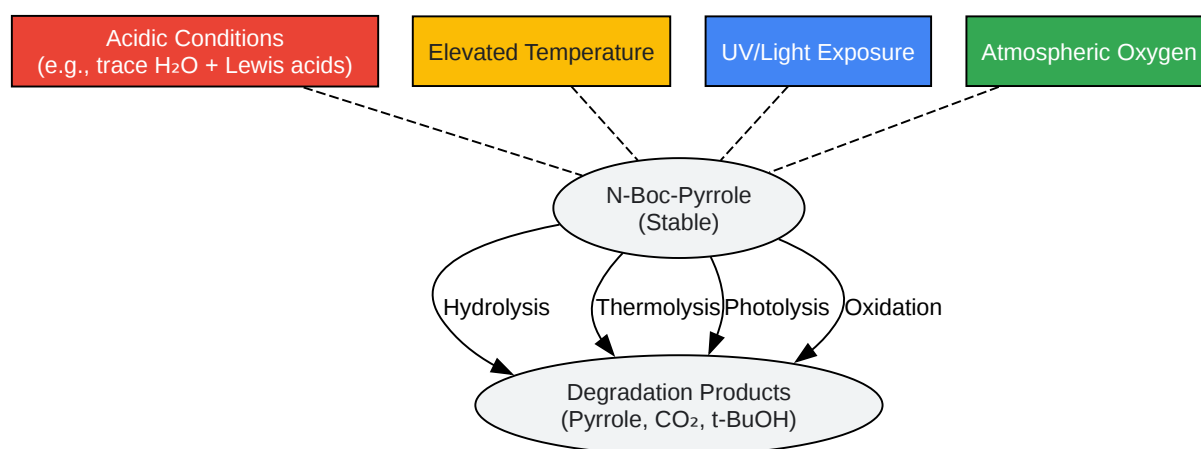 Acidic Conditions
(e.g., trace H₂O + Lewis acids)
Elevated Temperature
UV/Light Exposure
Atmospheric Oxygen
N-Boc-Pyrrole
(Stable)
Hydrolysis
Thermolysis
Photolysis
Oxidation
Degradation Products
(Pyrrole, CO₂, t-BuOH)